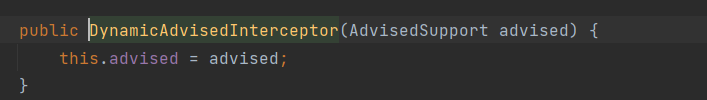 public DynamicAdvisedInterceptor(AdvisedSupport advised) {
this.advised = advised;
}